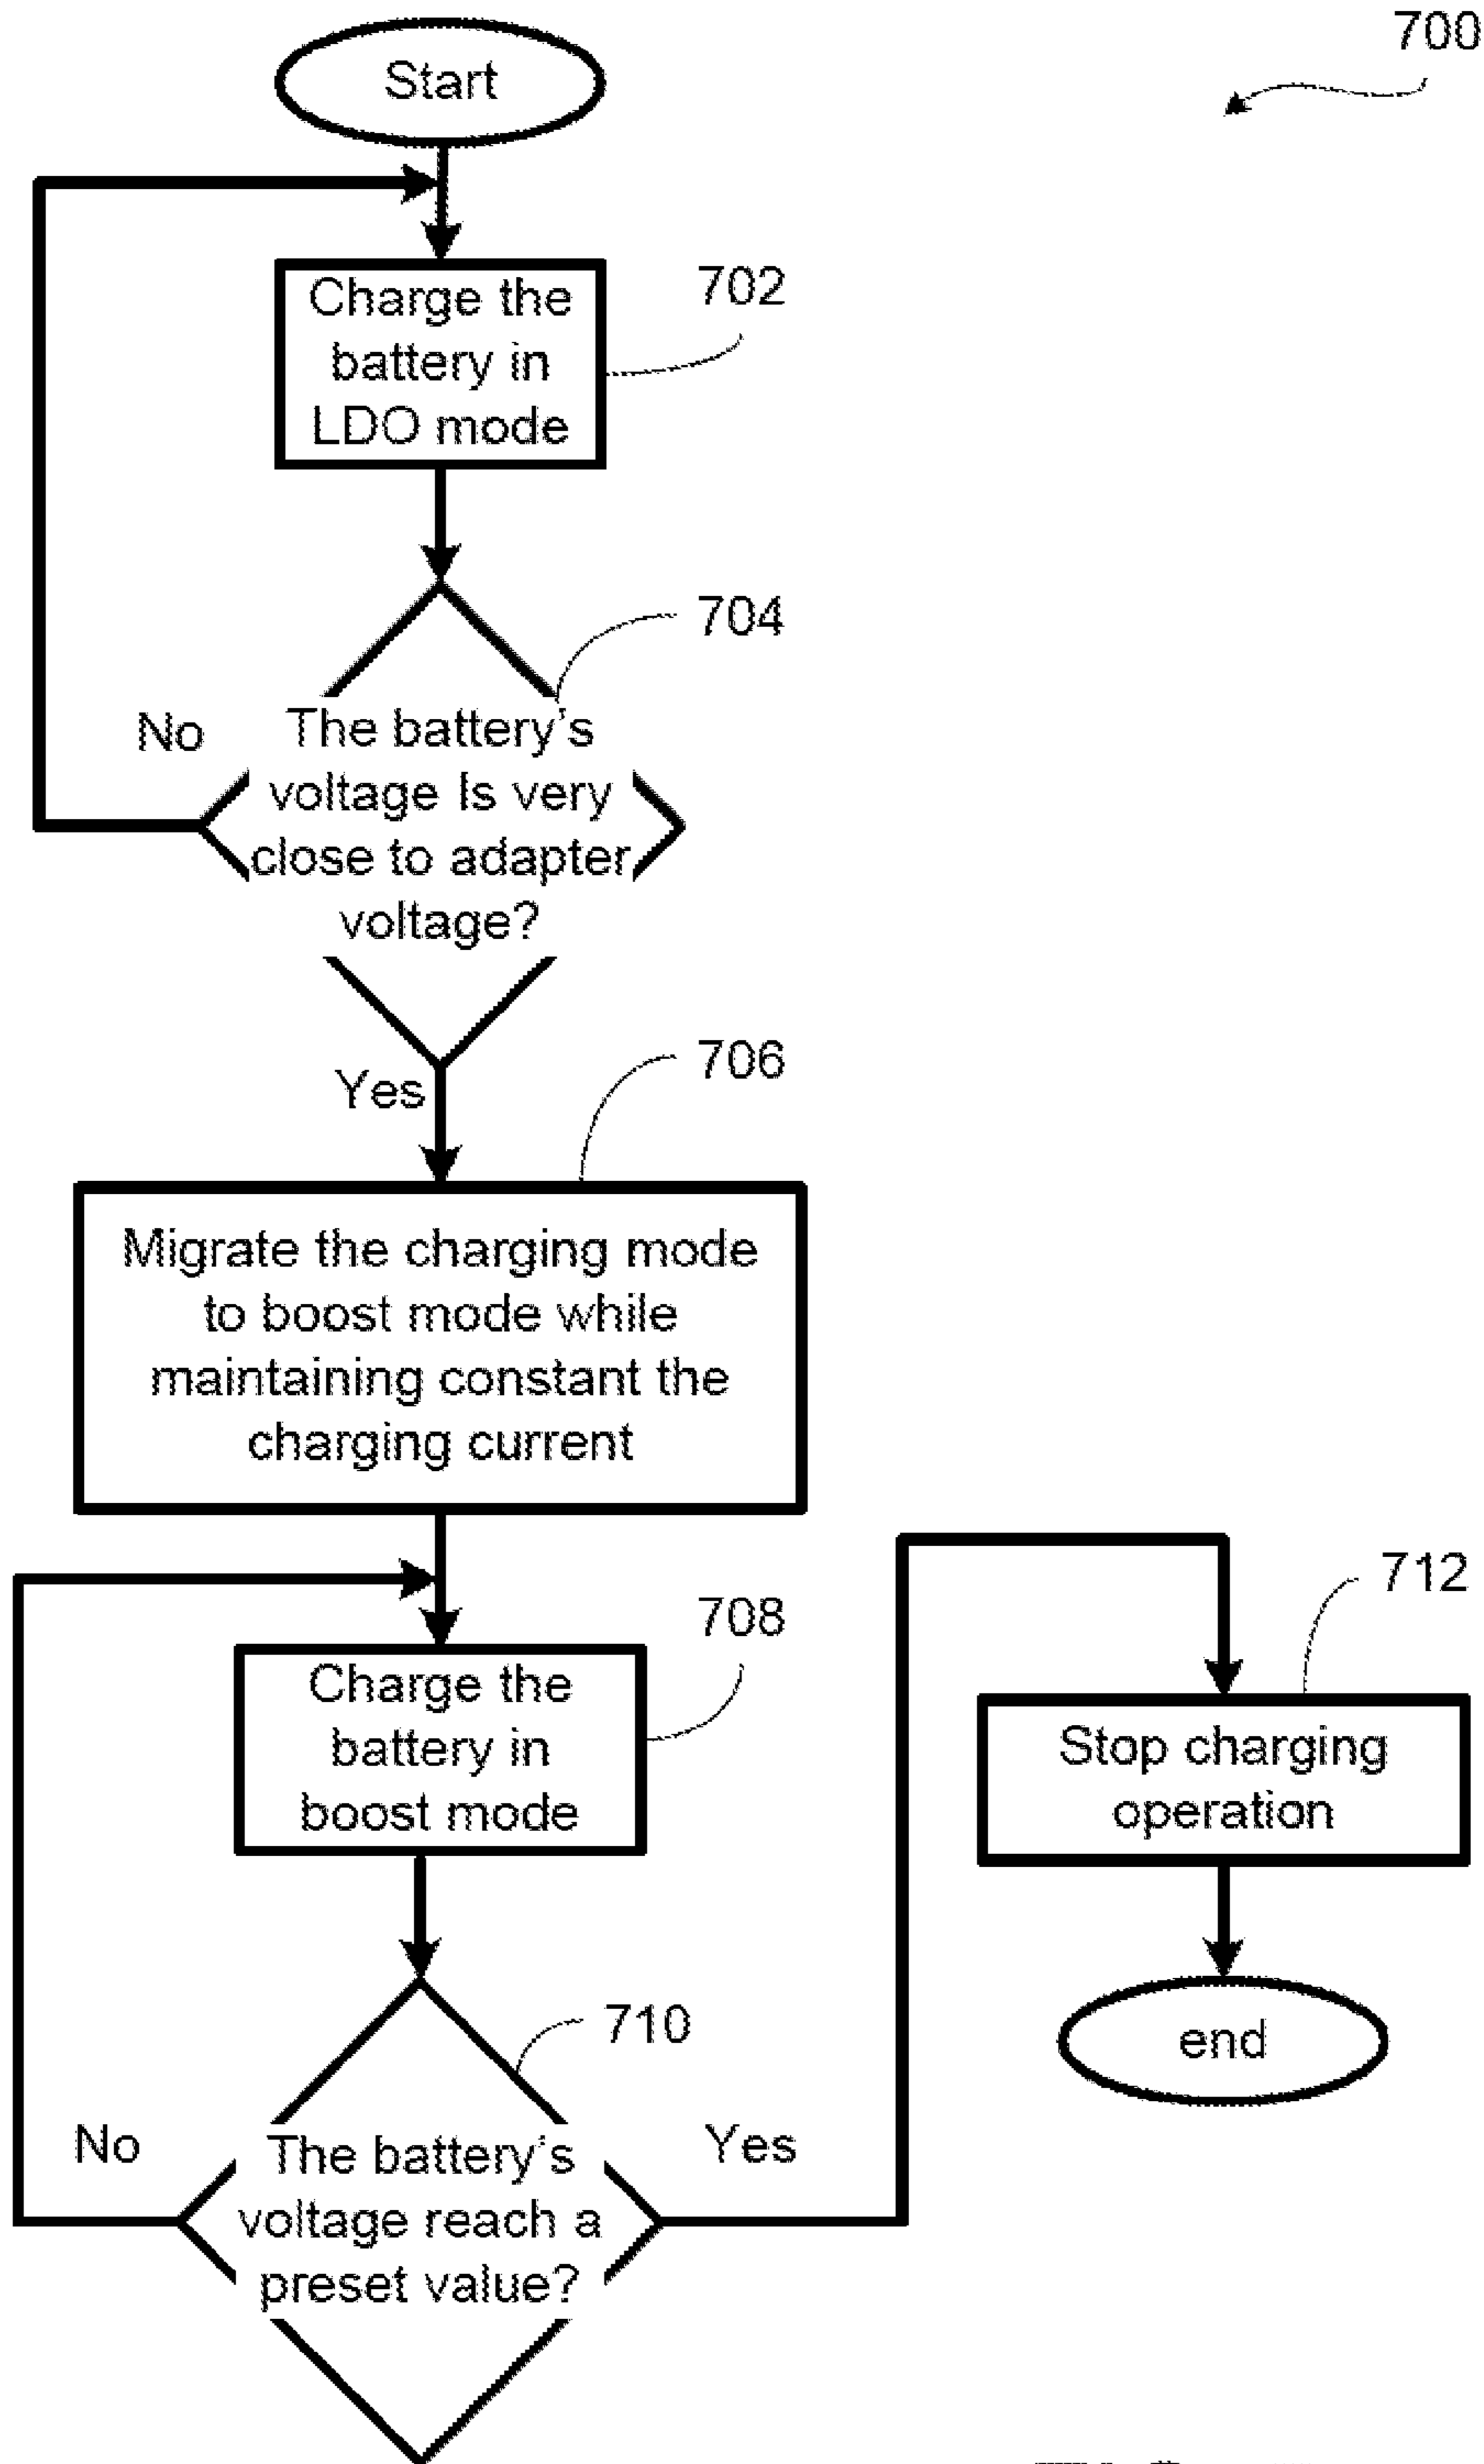 700
Start
Charge the
battery in
LDO mode
702
704
No
The battery's
voltage Is very
close to adapter
voltage?
Yes
706
Migrate the charging mode
to boost mode while
maintaining constant the
charging current
708
Charge the
battery in
boost mode
712
Stop charging
operation
710
No
The battery's
voltage reach a
preset value?
Yes
end